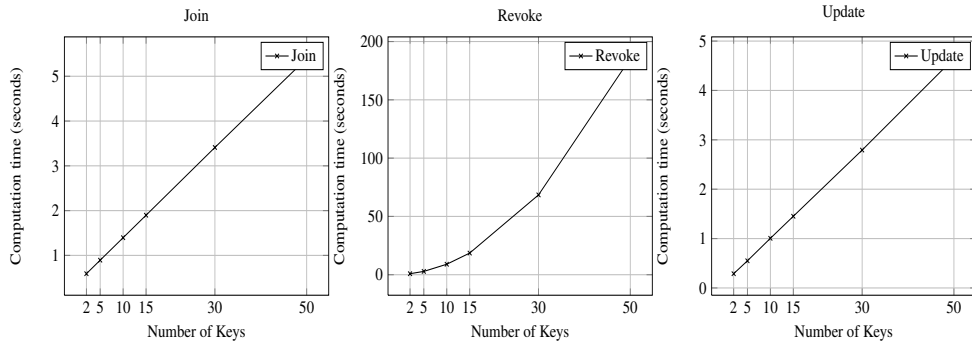 Join
Computation time (seconds)
5
4
3
2
1
2 5 10 15 30 50
Number of Keys
Join
Revoke
Computation time (seconds)
200
150
100
50
0
2 5 10 15 30 50
Number of Keys
Revoke
Update
Computation time (seconds)
5
4
3
2
1
0
2 5 10 15 30 50
Number of Keys
Update